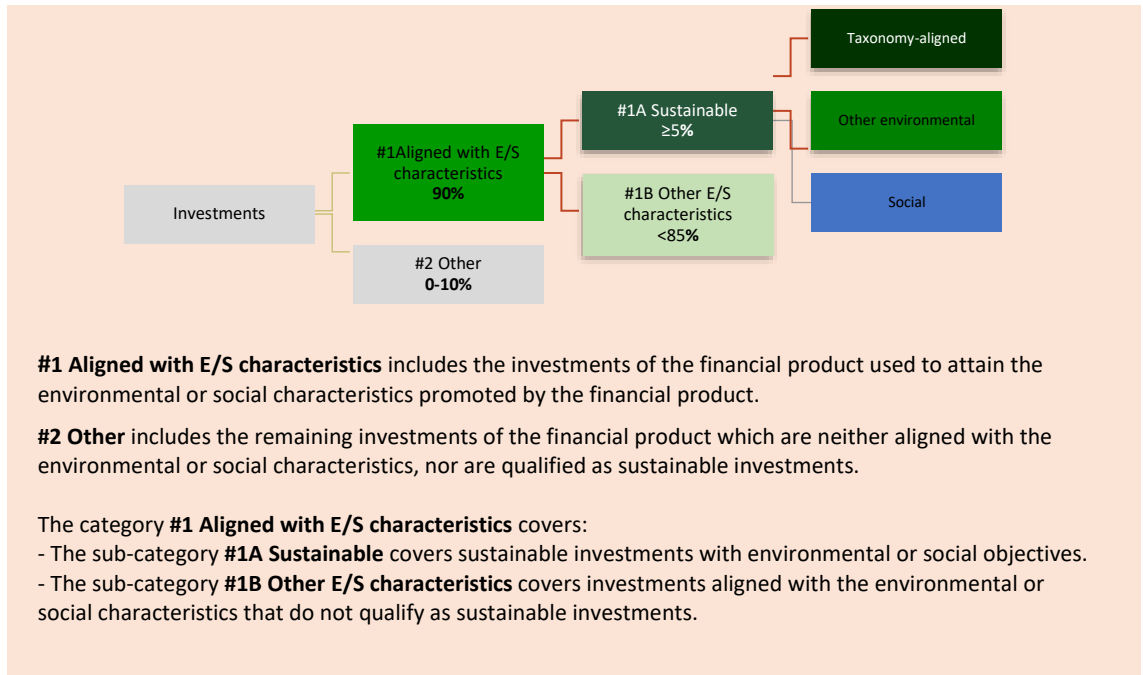 Taxonomy-aligned
#1A Sustainable
≥5%
Other environmental
#1Aligned with E/S
characteristics
90%
Investments
#1B Other E/S
characteristics
<85%
Social
#2 Other
0-10%
#1 Aligned with E/S characteristics includes the investments of the financial product used to attain the
environmental or social characteristics promoted by the financial product.
#2 Other includes the remaining investments of the financial product which are neither aligned with the
environmental or social characteristics, nor are qualified as sustainable investments.
The category #1 Aligned with E/S characteristics covers:
- The sub-category #1A Sustainable covers sustainable investments with environmental or social objectives.
- The sub-category #1B Other E/S characteristics covers investments aligned with the environmental or
social characteristics that do not qualify as sustainable investments.